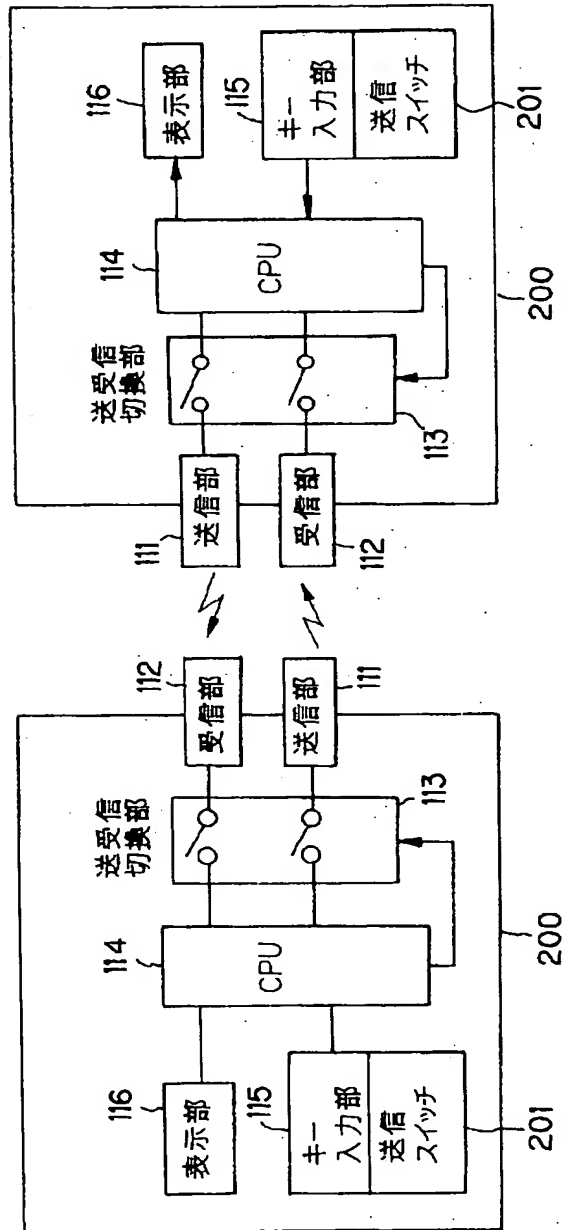 114
送受信
切換部
112
116
表示部
CPU
受信部
115
キー
入力部
送信
スイッチ
送信部
111
113
201
200
送受信
切換部
114
116
表示部
111
送信部
CPU
115
キー
入力部
送信
スイッチ
受信部
112
113
201
200